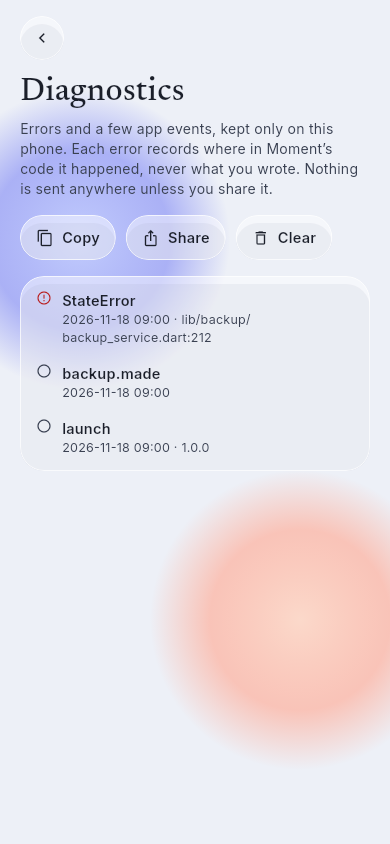 Diagnostics
Errors and a few app events, kept only on this
phone. Each error records where in Moment’s
code it happened, never what you wrote. Nothing
is sent anywhere unless you share it.
Copy Share Clear
StateError
2026-11-18 09:00 · lib/backup/
backup_service.dart:212
backup.made
2026-11-18 09:00
launch
2026-11-18 09:00 · 1.0.0